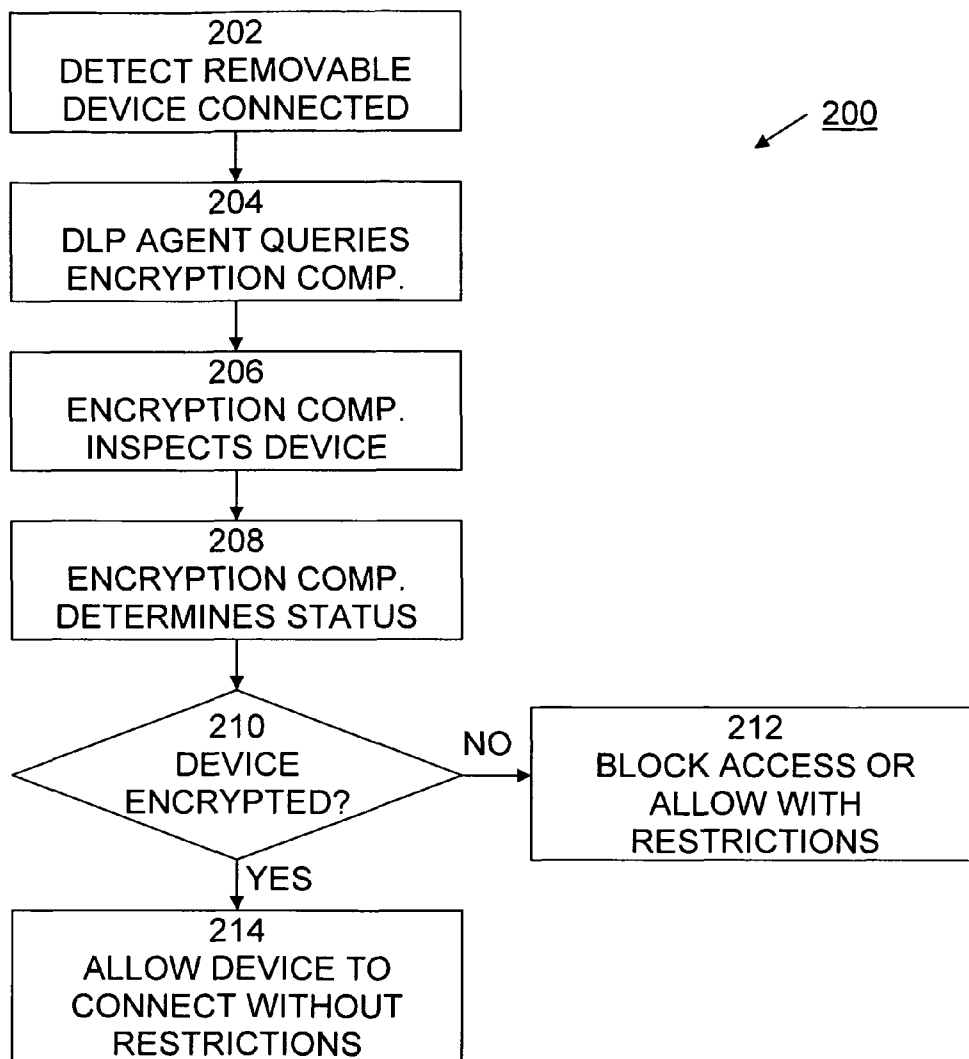 202
DETECT REMOVABLE
DEVICE CONNECTED
200
204
DLP AGENT QUERIES
ENCRYPTION COMP.
206
ENCRYPTION COMP.
INSPECTS DEVICE
208
ENCRYPTION COMP.
DETERMINES STATUS
210
DEVICE
ENCRYPTED?
NO
212
BLOCK ACCESS OR
ALLOW WITH
RESTRICTIONS
YES
214
ALLOW DEVICE TO
CONNECT WITHOUT
RESTRICTIONS